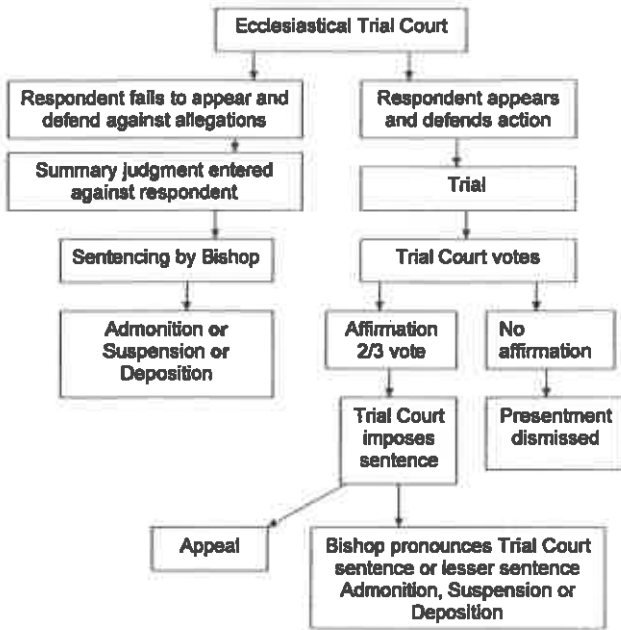 Ecclesiastical Trial Court
Respondent fails to appear and
defend against allegations
Respondent appears
and defends action
Summary judgment entered
against respondent
Trial
Sentencing by Bishop
Trial Court votes
Admonition or
Suspension or
Deposition
Affirmation
2/3 vote
No
affirmation
Trial Court
imposes
sentence
Presentment
dismissed
Appeal
Bishop pronounces Trial Court
sentence or lesser sentence
Admonition, Suspension or
Deposition